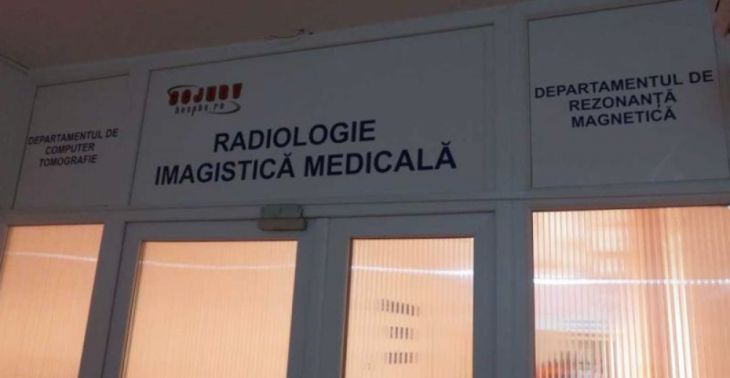 DEPARTAMENTUL DE
COMPUTER
TOMOGRAFIE
RADIOLOGIE
IMAGISTICĂ MEDICALĂ
DEPARTAMENTUL DE
REZONANȚĂ
MAGNETICĂ